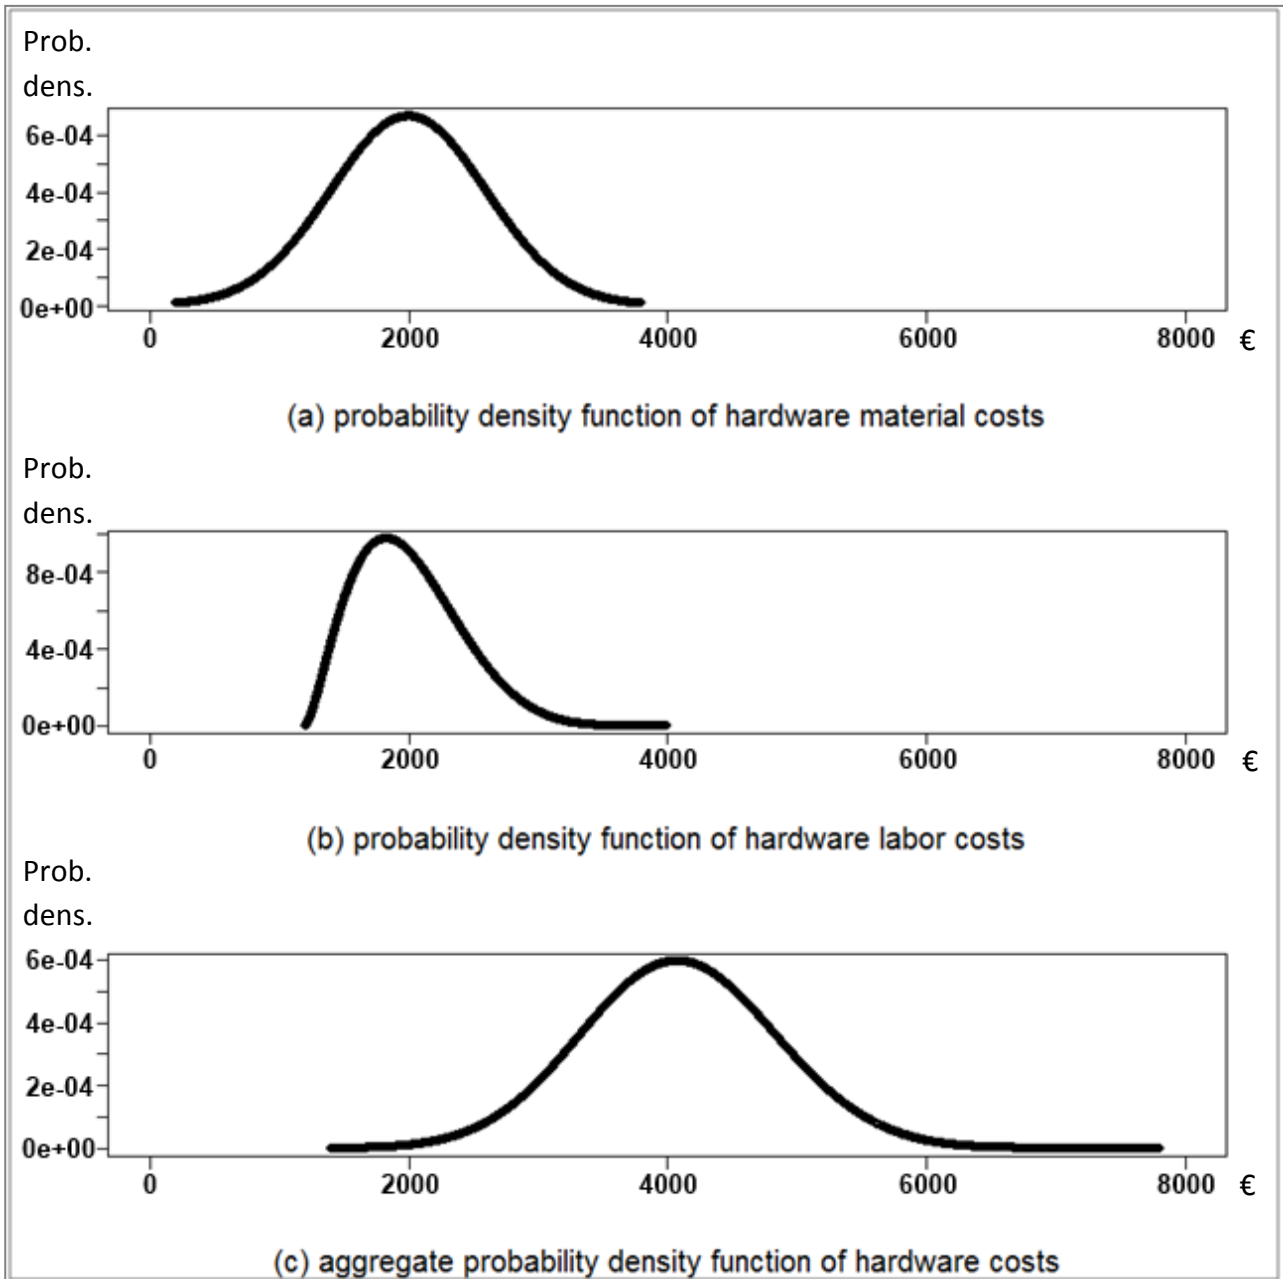 Prob.
dens.
6e-04
4e-04
2e-04
0e+00
0 2000 4000 6000 8000 €
(a) probability density function of hardware material costs
Prob.
dens.
8e-04
4e-04
0e+00
0 2000 4000 6000 8000 €
(b) probability density function of hardware labor costs
Prob.
dens.
6e-04
4e-04
2e-04
0e+00
0 2000 4000 6000 8000 €
(c) aggregate probability density function of hardware costs